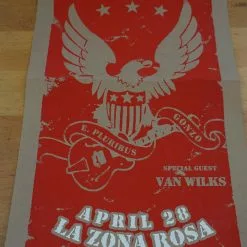 E. PLURIBUS
GONZO
SPECIAL GUEST
VAN WILKS
APRIL 28
LA ZONA ROSA